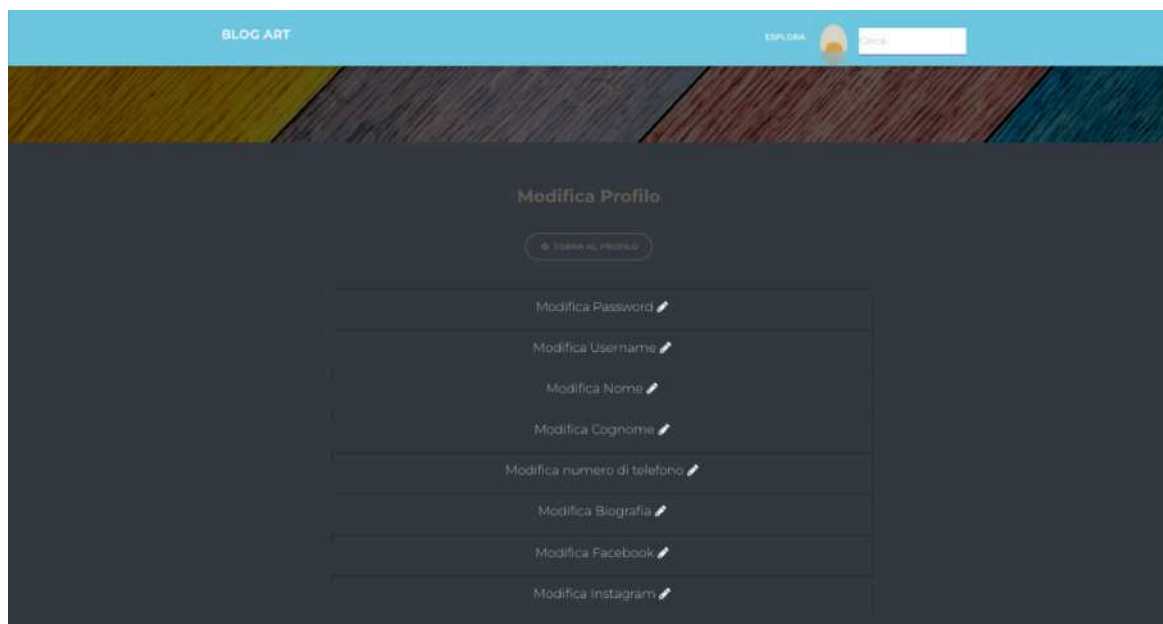 BLOG ART
ESPLORA
Cerca...
Modifica Profilo
TORNA AL PROFILO
Modifica Password
Modifica Username
Modifica Nome
Modifica Cognome
Modifica numero di telefono
Modifica Biografia
Modifica Facebook
Modifica Instagram